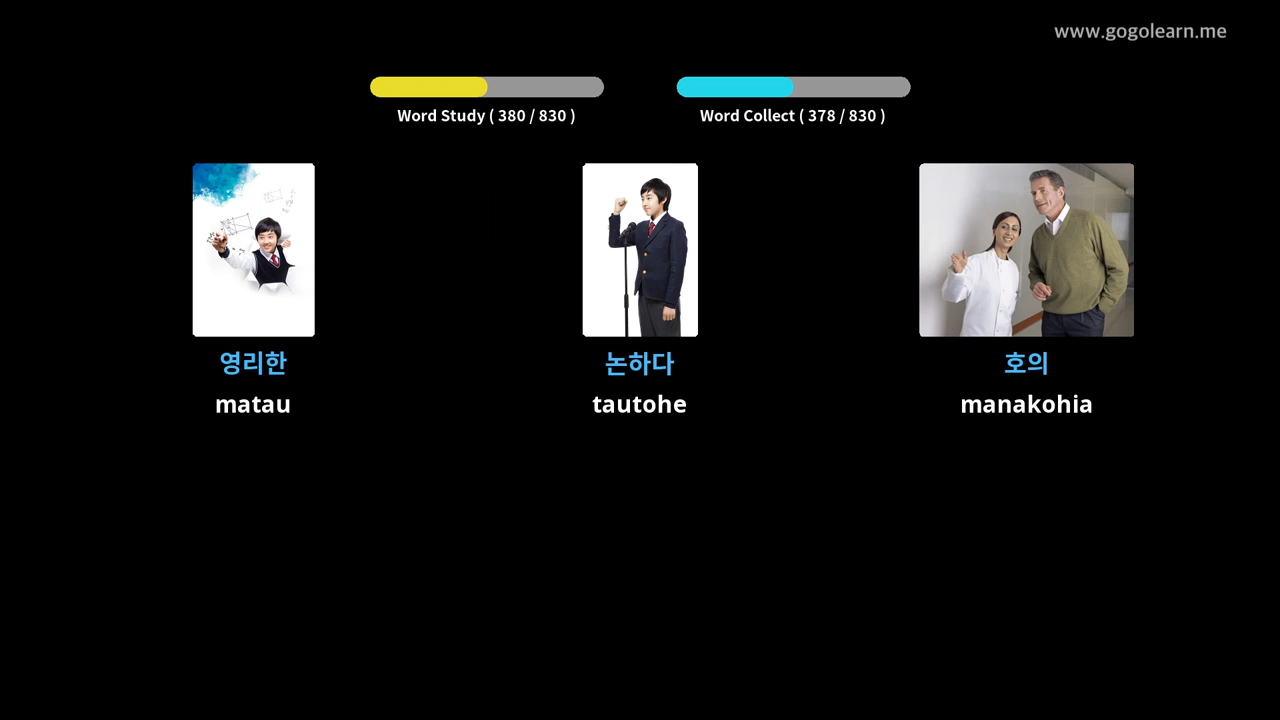 www.gogolearn.me
Word Study ( 380 / 830 )
Word Collect ( 378 / 830 )
영리한
논하다
호의
matau
tautohe
manakohia